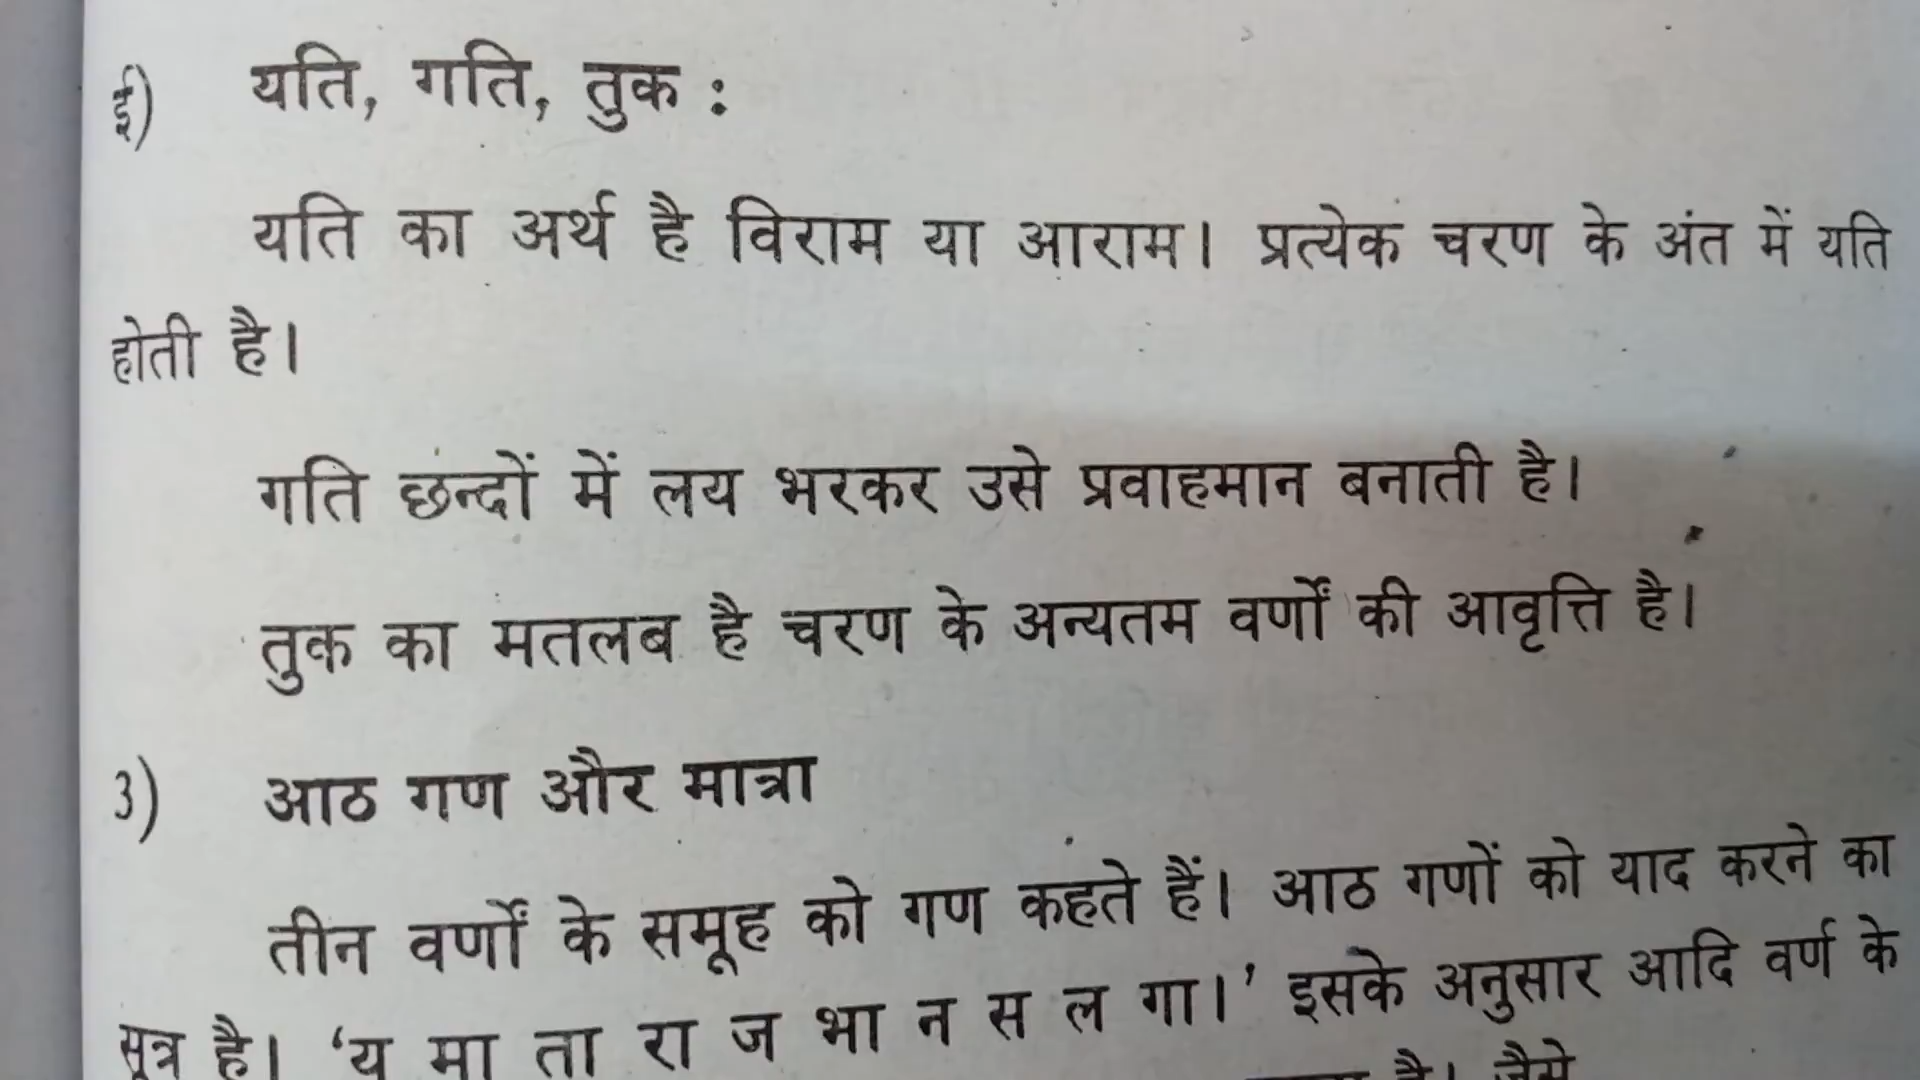 ई) यति, गति, तुक :
यति का अर्थ है विराम या आराम। प्रत्येक चरण के अंत में यति
होती है।
गति छन्दों में लय भरकर उसे प्रवाहमान बनाती है।
तुक का मतलब है चरण के अन्यतम वर्णों की आवृत्ति है।
3) आठ गण और मात्रा
तीन वर्णों के समूह को गण कहते हैं। आठ गणों को याद करने का
सूत्र है। ‘य मा ता रा ज भा न स ल गा।’ इसके अनुसार आदि वर्ण के
है। जैसे